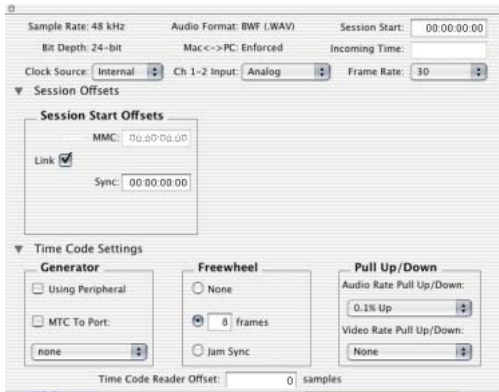 Sample Rate: 48 kHz Audio Format: BWF (.WAV) Session Start: 00:00:00:00
Bit Depth: 24-bit Mac<->PC: Enforced Incoming Time:
Clock Source: Internal Ch 1-2 Input: Analog Frame Rate: 30
Session Offsets
Session Start Offsets
MMC: 00:00:00:00
Link
Sync: 00:00:00:00
Time Code Settings
Generator
Using Peripheral
MTC To Port:
none
Freewheel
None
8 frames
Jam Sync
Pull Up/Down
Audio Rate Pull Up/Down:
0.1% Up
Video Rate Pull Up/Down:
None
Time Code Reader Offset: 0 samples